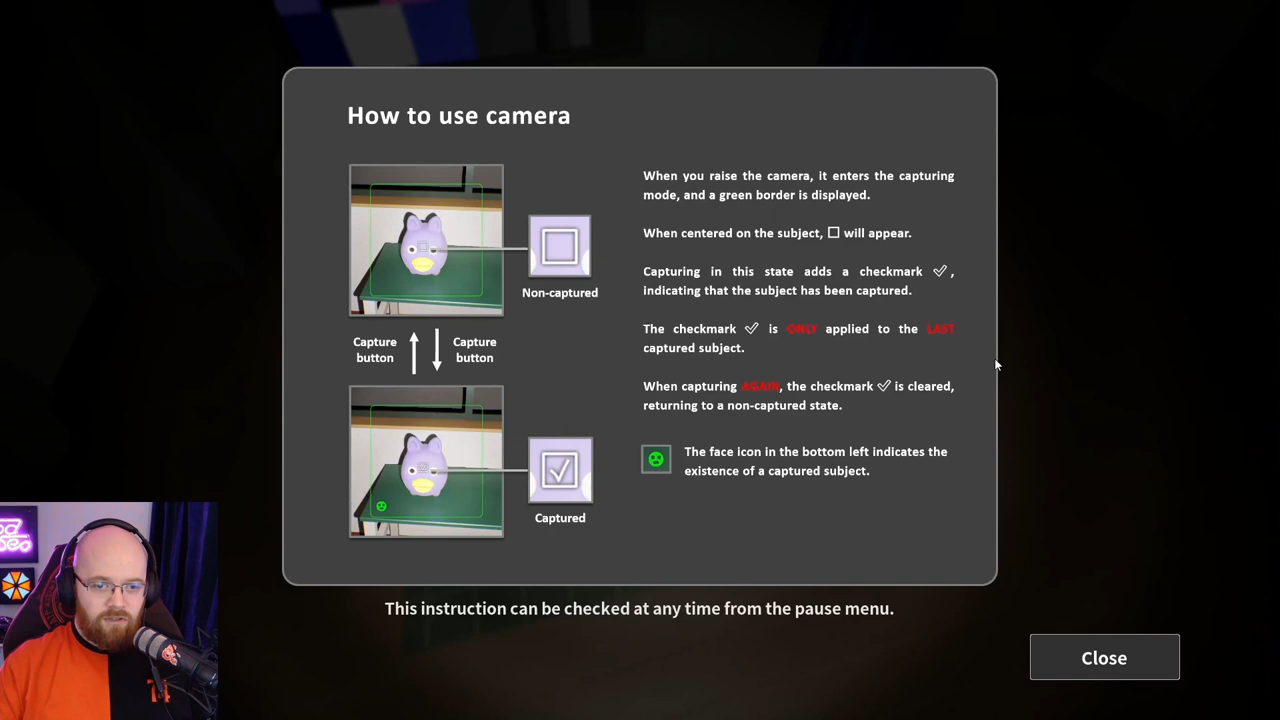 How to use camera
When you raise the camera, it enters the capturing
mode, and a green border is displayed.
When centered on the subject, ☐ will appear.
Capturing in this state adds a checkmark ✓,
indicating that the subject has been captured.
The checkmark ✓ is ONLY applied to the LAST
captured subject.
When capturing AGAIN, the checkmark ✓ is cleared,
returning to a non-captured state.
The face icon in the bottom left indicates the
existence of a captured subject.
Non-captured
Capture
button
Capture
button
Captured
This instruction can be checked at any time from the pause menu.
Close